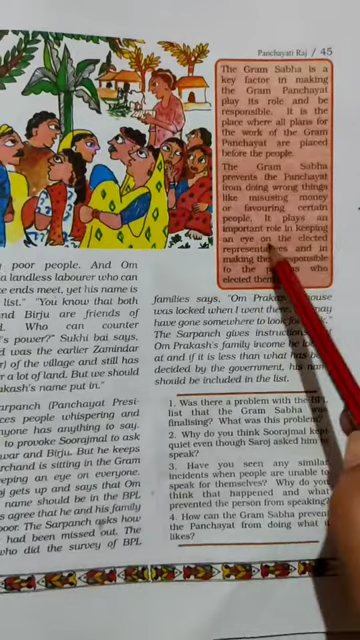 Panchayati Raj / 45
The Gram Sabha is a
key factor in making
the Gram Panchayat
play its role and be
responsible. It is the
place where all plans for
the work of the Gram
Panchayat are placed
before the people.
The Gram Sabha
prevents the Panchayat
from doing wrong things
like misusing money
or favouring certain
people. It plays an
important role in keeping
an eye on the elected
and in
making responsible
to the who
elected
poor people. And Om
a landless labourer who can
e ends meet, yet his name is
list." "You know that both
d Birju are friends of
. Who can counter
's power?" Sukhi bai says,
d was the earlier Zamindar
r) of the village and still has
r a lot of land. But we should
akash's name put in."
arpanch (Panchayat Presi-
ces people whispering and
nyone has anything to say.
to provoke Soorajmal to ask
war and Birju. But he keeps
rchand is sitting in the Gram
eeping an eye on everyone.
j gets up and says that Om
name should be in the BPL
s agree that he and his family
oor. The Sarpanch asks how
had been missed out. The
who did the survey of BPL
families says, "Om house
was locked when I went there. may
have gone somewhere to look for
The Sarpanch gives
Om Prakash's family income be
at and if it is less than what has
decided by the government, his
should be included in the list.
1. Was there a problem with the BPL
list that the Gram Sabha
finalising? What was this problem?
2. Why do you think Soorajmal kept
quiet even though Saroj asked him to
speak?
3. Have you seen any similar
incidents when people are unable to
speak for themselves? Why do you
think that happened and what
prevented the person from speaking?
4. How can the Gram Sabha preven
the Panchayat from doing what it
likes?